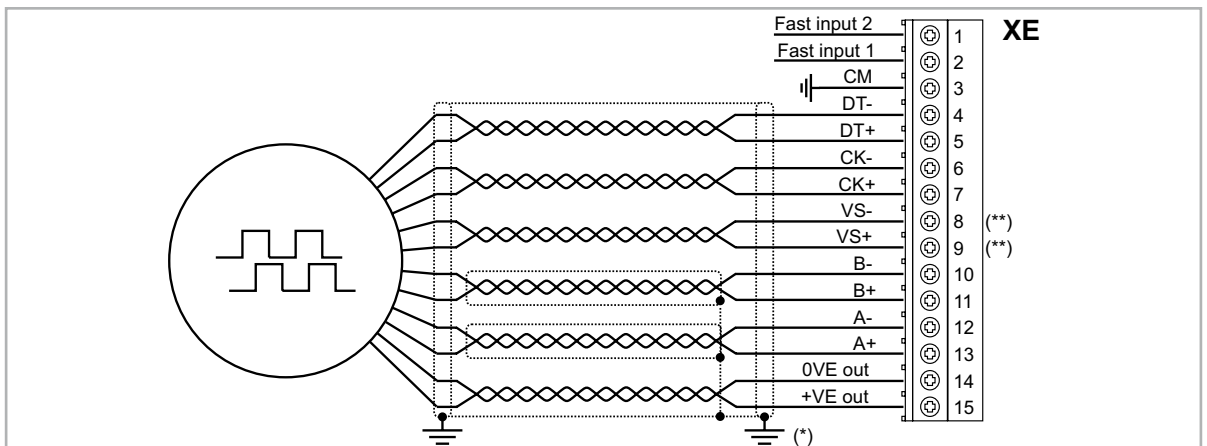 XE
Fast input 2 1
Fast input 1 2
CM 3
DT- 4
DT+ 5
CK- 6
CK+ 7
VS- 8 (**)
VS+ 9 (**)
B- 10
B+ 11
A- 12
A+ 13
0VE out 14
+VE out 15
(*)